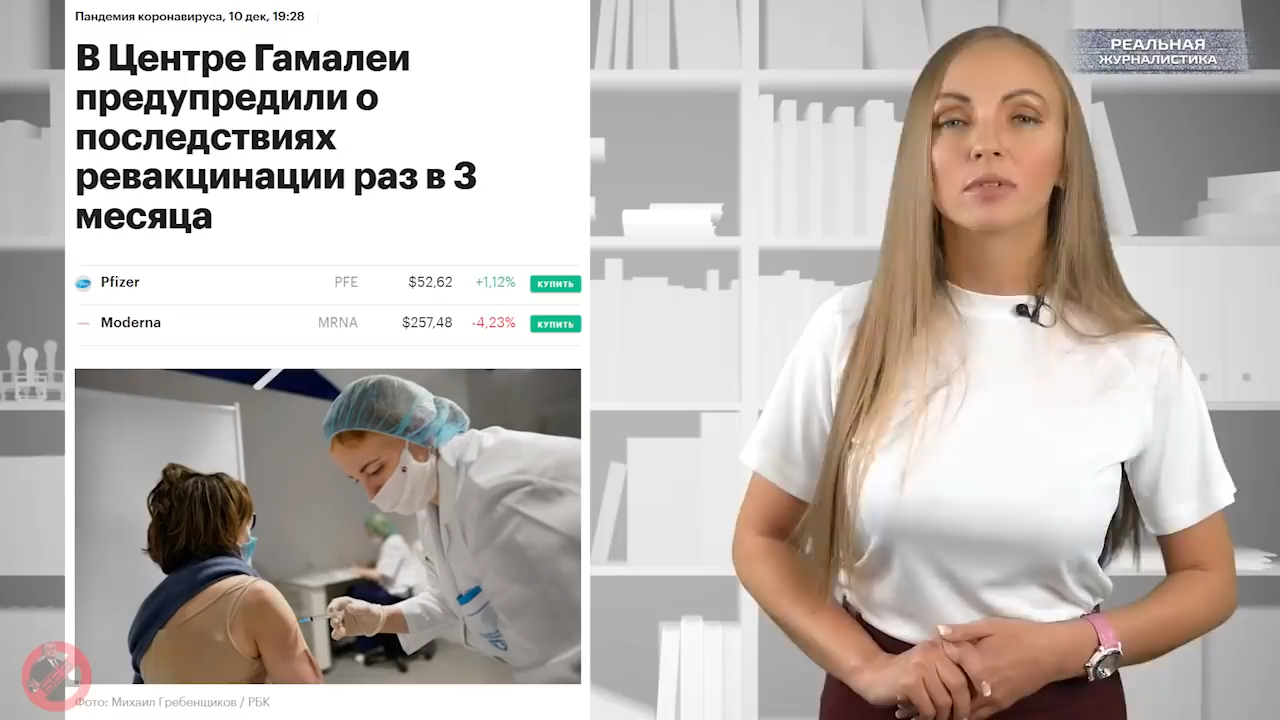 Пандемия коронавируса, 10 дек, 19:28
В Центре Гамалеи
предупредили о
последствиях
ревакцинации раз в 3
месяца
Pfizer PFE $52,62 +1,12% КУПИТЬ
Moderna MRNA $257,48 -4,23% КУПИТЬ
Фото: Михаил Гребенщиков / РБК
РЕАЛЬНАЯ
ЖУРНАЛИСТИКА